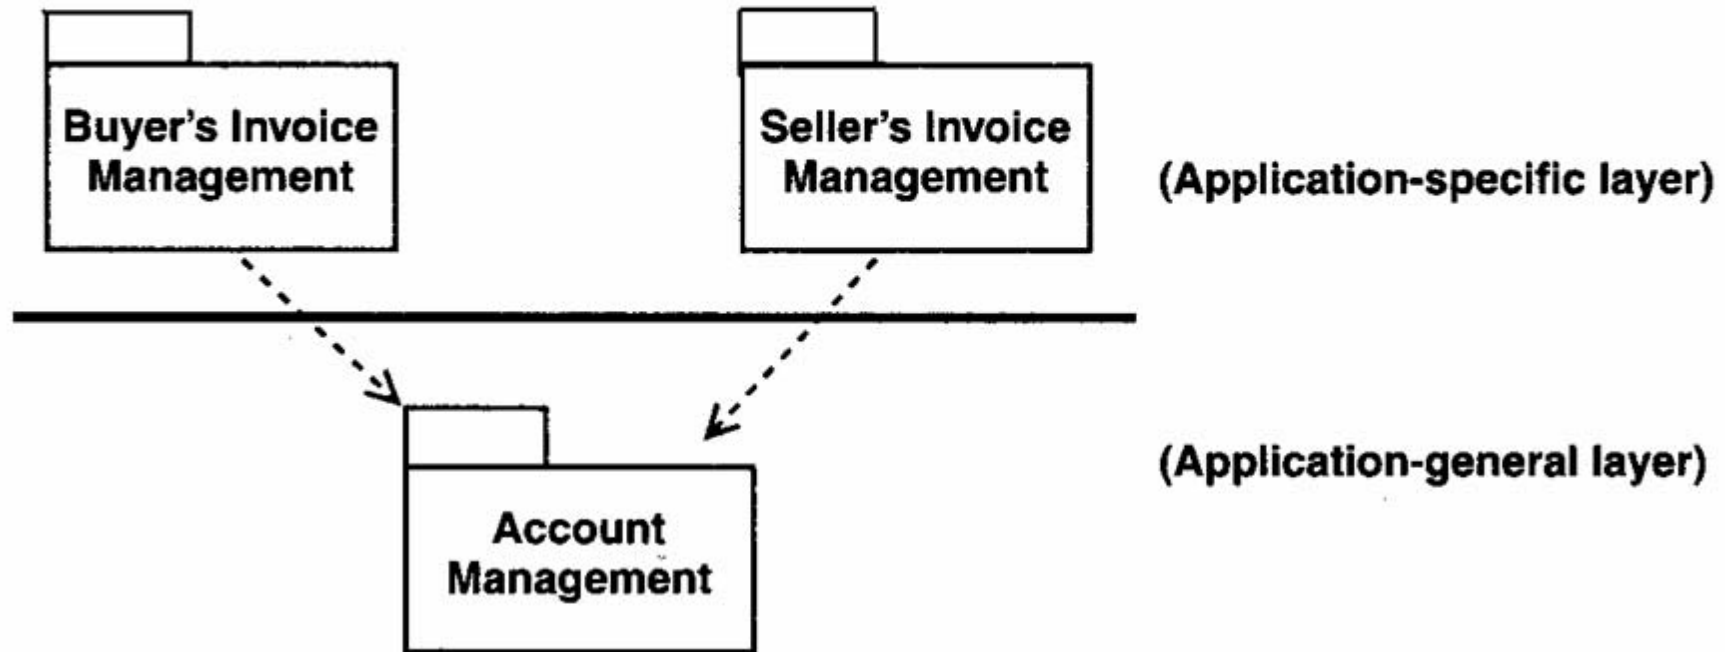 Buyer's Invoice
Management
Seller's Invoice
Management
(Application-specific layer)
(Application-general layer)
Account
Management